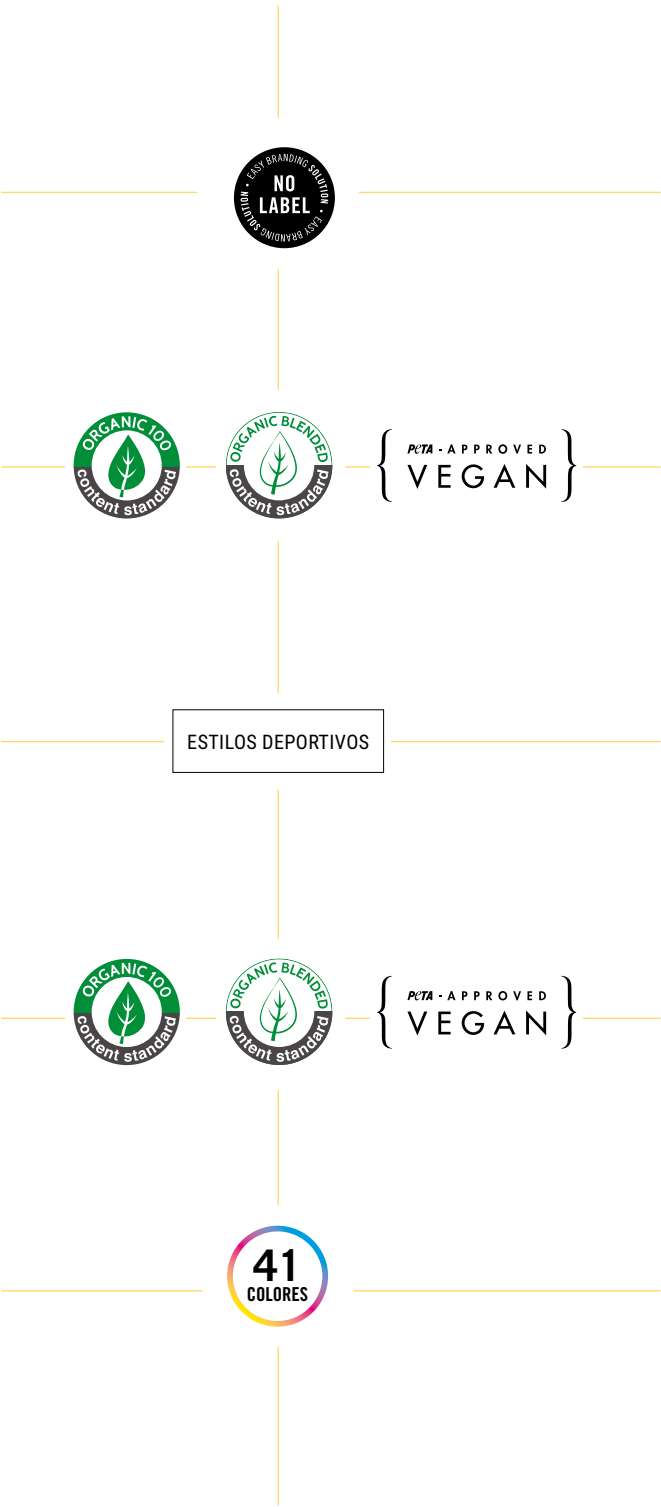 • EASY BRANDING SOLUTION • EASY BRANDING SOLUTION
NO
LABEL
ORGANIC 100
content standard
ORGANIC BLENDED
content standard
PETA - APPROVED
VEGAN
ESTILOS DEPORTIVOS
ORGANIC 100
content standard
ORGANIC BLENDED
content standard
PETA - APPROVED
VEGAN
41
COLORES